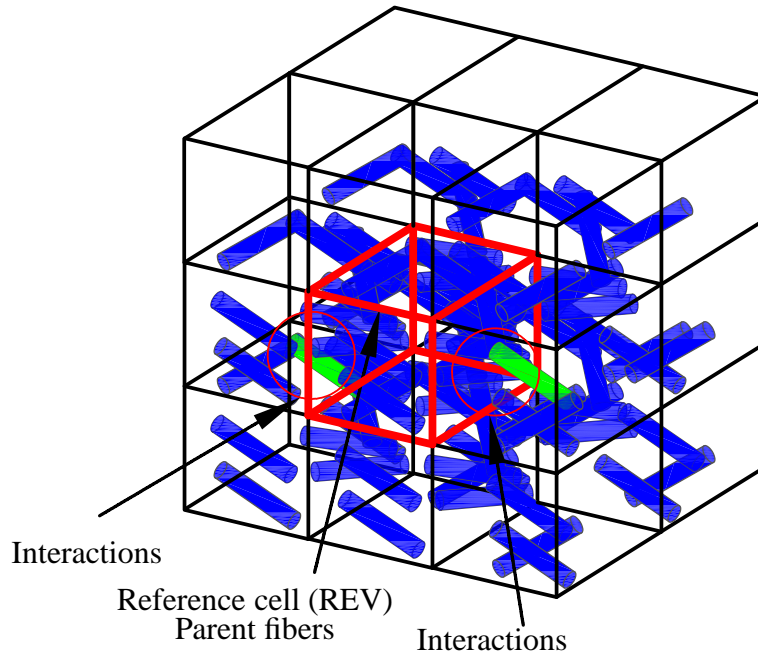 Interactions
Reference cell (REV)
Parent fibers
Interactions